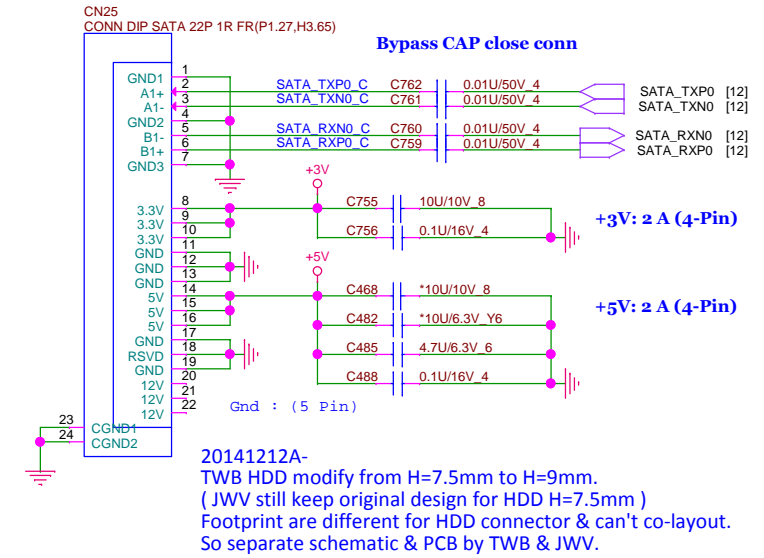 CN25
CONN DIP SATA 22P 1R FR(P1.27,H3.65)
Bypass CAP close conn
GND1 1
A1+ 2 SATA_TXP0_C C762 0.01U/50V_4 SATA_TXP0 [12]
A1- 3 SATA_TXN0_C C761 0.01U/50V_4 SATA_TXN0 [12]
GND2 4
B1- 5 SATA_RXN0_C C760 0.01U/50V_4 SATA_RXN0 [12]
B1+ 6 SATA_RXP0_C C759 0.01U/50V_4 SATA_RXP0 [12]
GND3 7
+3V
3.3V 8 C755 10U/10V_8
3.3V 9 +3V: 2 A (4-Pin)
3.3V 10 C756 0.1U/16V_4
GND 11
GND 12
GND 13
+5V
5V 14 C468 *10U/10V_8
5V 15 +5V: 2 A (4-Pin)
5V 16 C482 *10U/6.3V_Y6
GND 17
RSVD 18 C485 4.7U/6.3V_6
GND 19
12V 20 C488 0.1U/16V_4
12V 21
12V 22 Gnd : (5 Pin)
23 CGND1
24 CGND2
20141212A-
TWB HDD modify from H=7.5mm to H=9mm.
( JWV still keep original design for HDD H=7.5mm )
Footprint are different for HDD connector & can't co-layout.
So separate schematic & PCB by TWB & JWV.